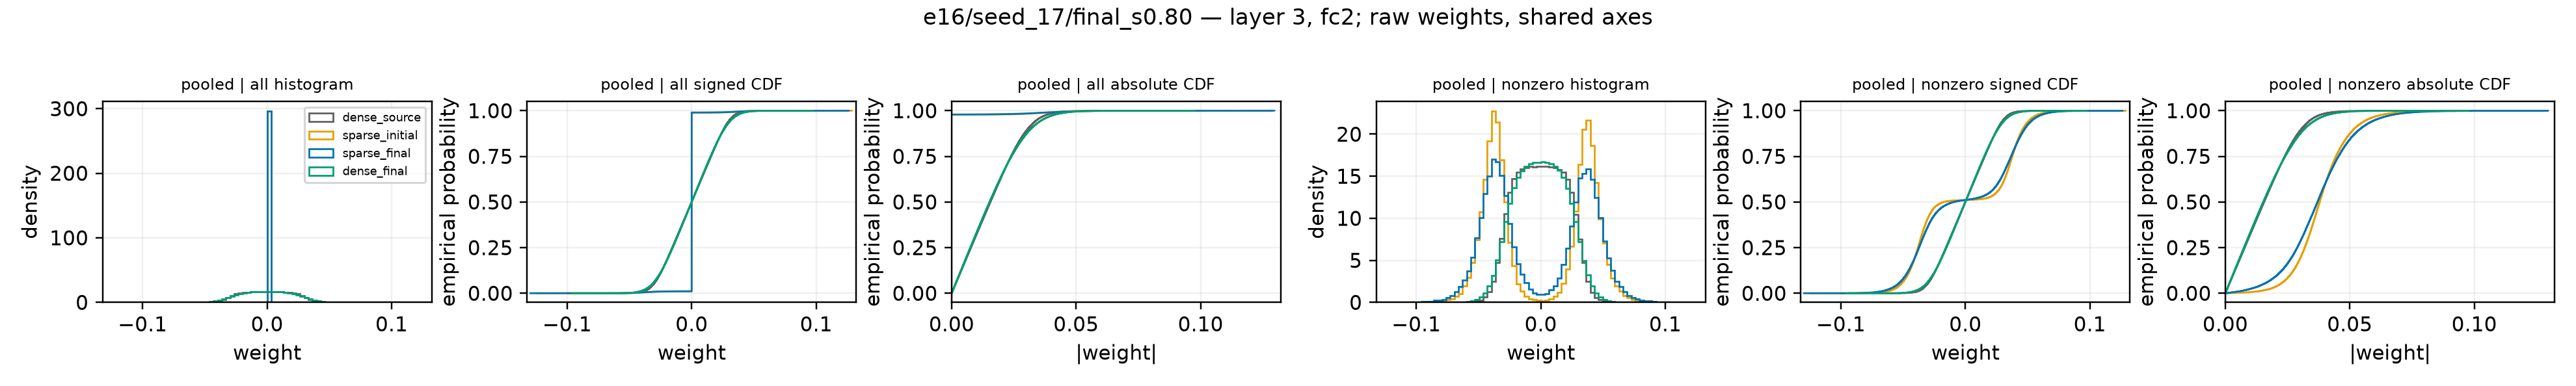 e16/seed_17/final_s0.80 — layer 3, fc2; raw weights, shared axes
pooled | all histogram
300
200
100
0
density
−0.1
0.0
0.1
weight
dense_source
sparse_initial
sparse_final
dense_final
pooled | all signed CDF
1.00
0.75
0.50
0.25
0.00
empirical probability
−0.1
0.0
0.1
weight
pooled | all absolute CDF
1.00
0.75
0.50
0.25
0.00
empirical probability
0.00
0.05
0.10
|weight|
pooled | nonzero histogram
20
15
10
5
0
density
−0.1
0.0
0.1
weight
pooled | nonzero signed CDF
1.00
0.75
0.50
0.25
0.00
empirical probability
−0.1
0.0
0.1
weight
pooled | nonzero absolute CDF
1.00
0.75
0.50
0.25
0.00
empirical probability
0.00
0.05
0.10
|weight|